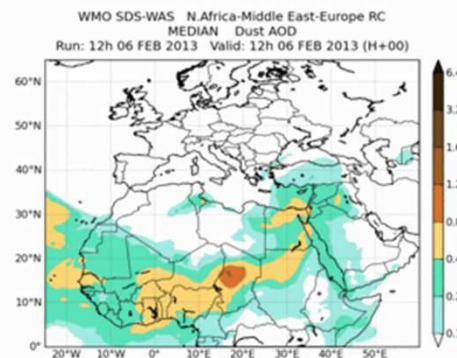 WMO SDS-WAS N.Africa-Middle East-Europe RC
MEDIAN Dust AOD
Run: 12h 06 FEB 2013 Valid: 12h 06 FEB 2013 (H+00)
60°N
50°N
40°N
30°N
20°N
10°N
0°
20°W
10°W
0°
10°E
20°E
30°E
40°E
50°E